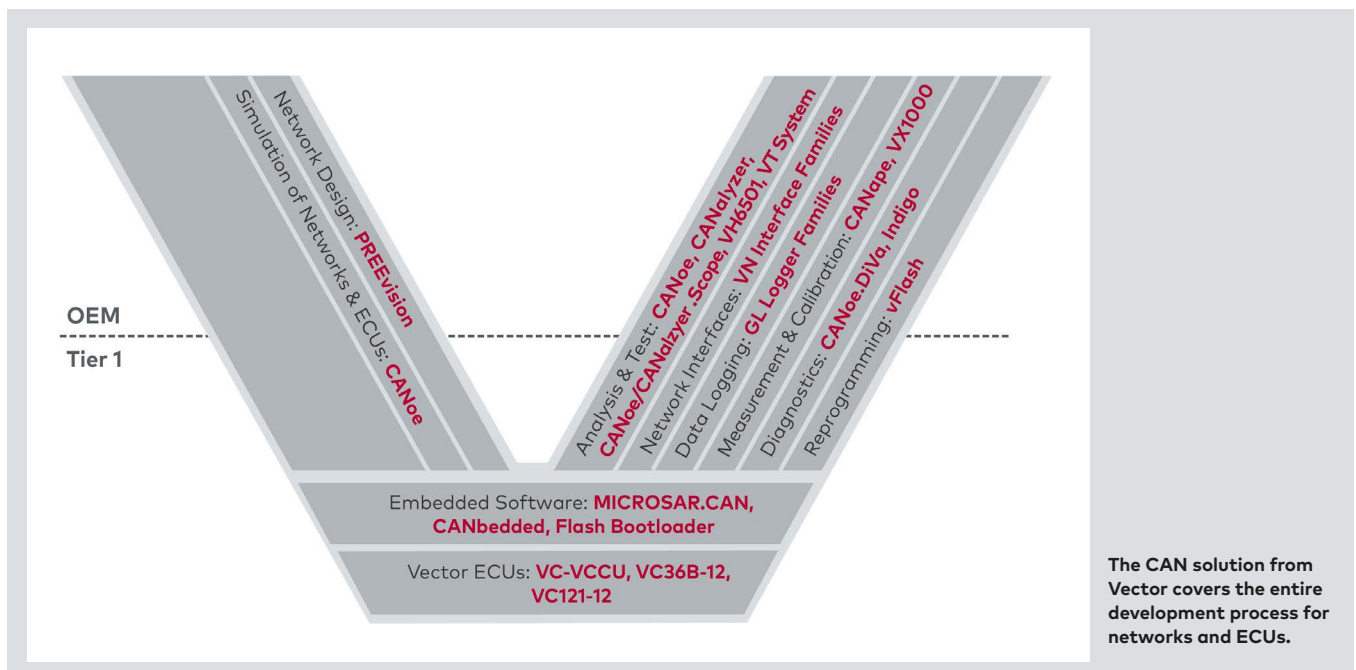 Network Design: PREEvision
Simulation of Networks & ECUs: CANoe
OEM
Tier 1
Analysis & Test: CANoe, CANalyzer,
CANoe/CANalzyer .Scope, VH6501, VT System
Network Interfaces: VN Interface Families
Data Logging: GL Logger Families
Measurement & Calibration: CANape, VX1000
Diagnostics: CANoe.DiVa, Indigo
Reprogramming: vFlash
Embedded Software: MICROSAR.CAN,
CANbedded, Flash Bootloader
Vector ECUs: VC-VCCU, VC36B-12,
VC121-12
The CAN solution from
Vector covers the entire
development process for
networks and ECUs.